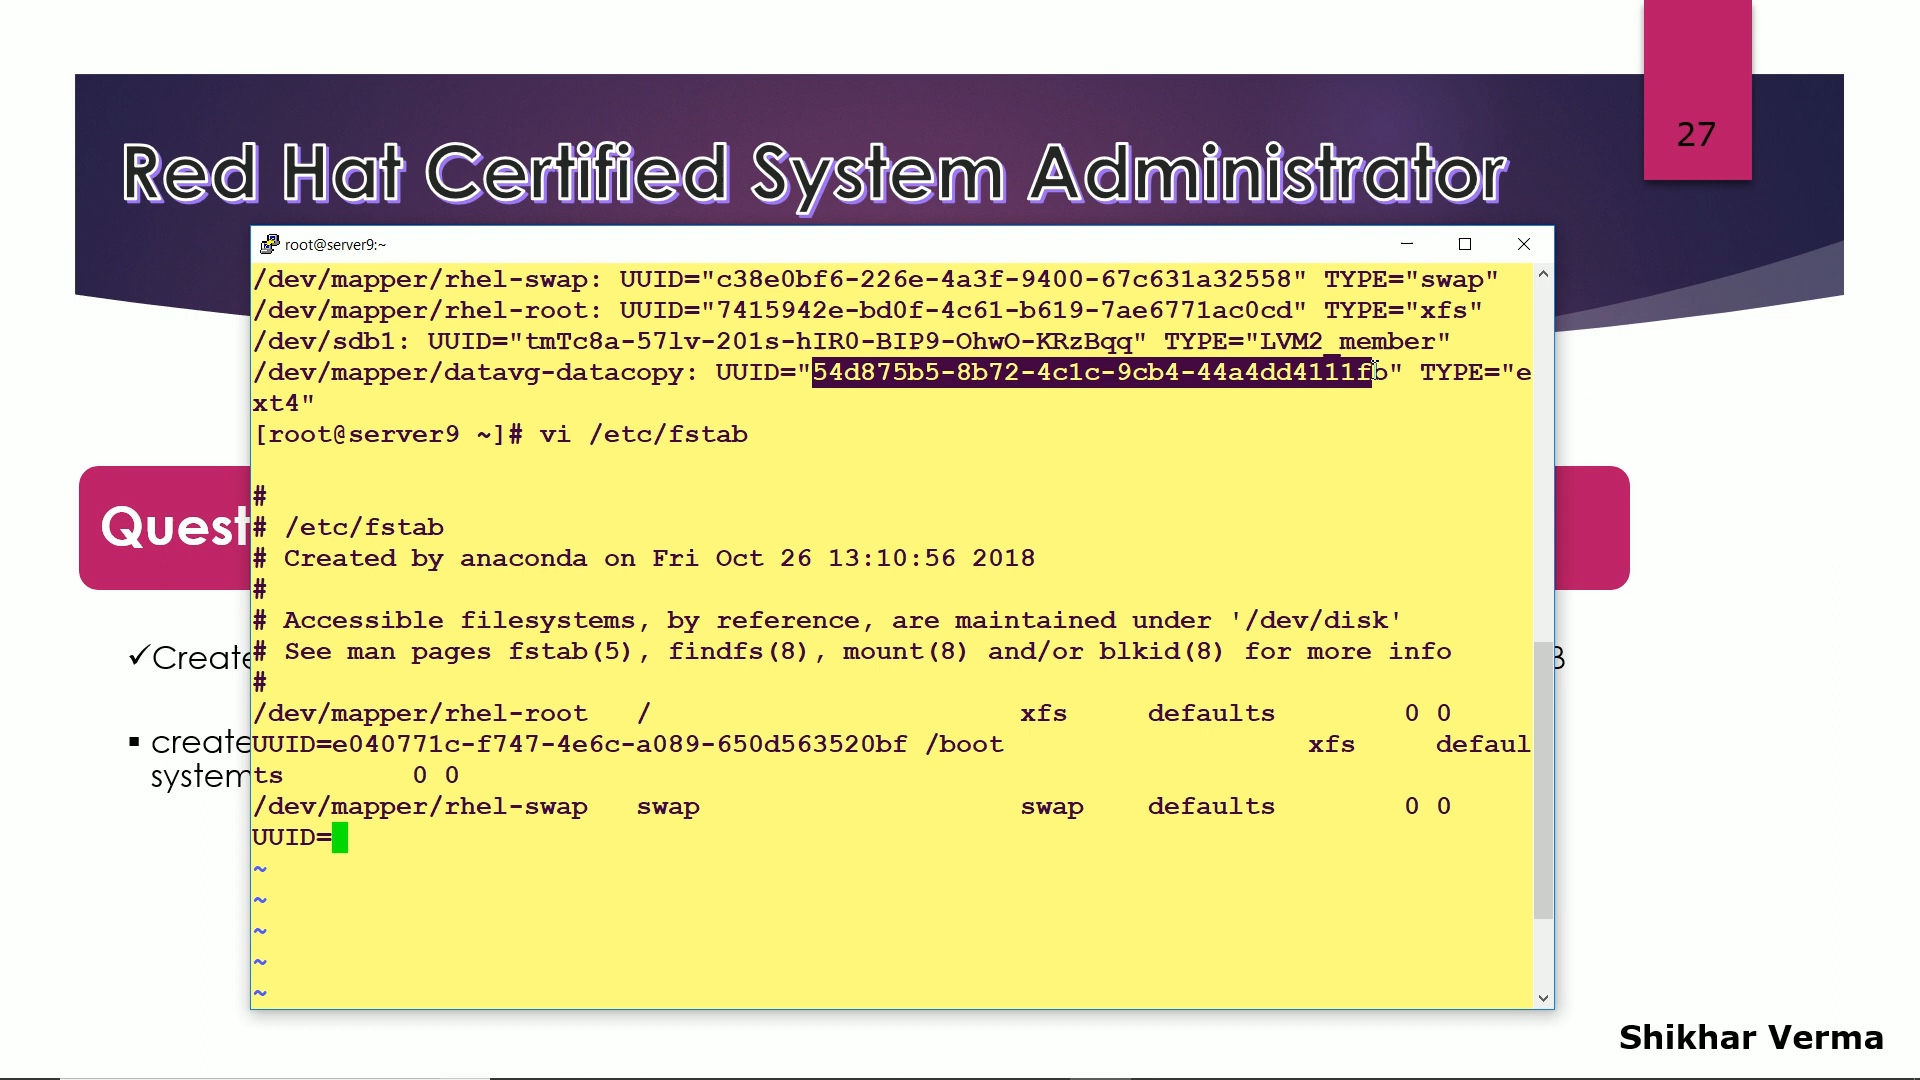 27
Red Hat Certified System Administrator
root@server9:~
/dev/mapper/rhel-swap: UUID="c38e0bf6-226e-4a3f-9400-67c631a32558" TYPE="swap"
/dev/mapper/rhel-root: UUID="7415942e-bd0f-4c61-b619-7ae6771ac0cd" TYPE="xfs"
/dev/sdb1: UUID="tmTc8a-57lv-201s-hIR0-BIP9-OhwO-KRzBqq" TYPE="LVM2_member"
/dev/mapper/datavg-datacopy: UUID="54d875b5-8b72-4c1c-9cb4-44a4dd4111fb" TYPE="e
xt4"
[root@server9 ~]# vi /etc/fstab
#
# /etc/fstab
# Created by anaconda on Fri Oct 26 13:10:56 2018
#
# Accessible filesystems, by reference, are maintained under '/dev/disk'
# See man pages fstab(5), findfs(8), mount(8) and/or blkid(8) for more info
#
/dev/mapper/rhel-root / xfs defaults 0 0
UUID=e040771c-f747-4e6c-a089-650d563520bf /boot xfs defaul
ts 0 0
/dev/mapper/rhel-swap swap swap defaults 0 0
UUID=
~
~
~
~
~
Quest
✓Create
▪ create
system
Shikhar Verma